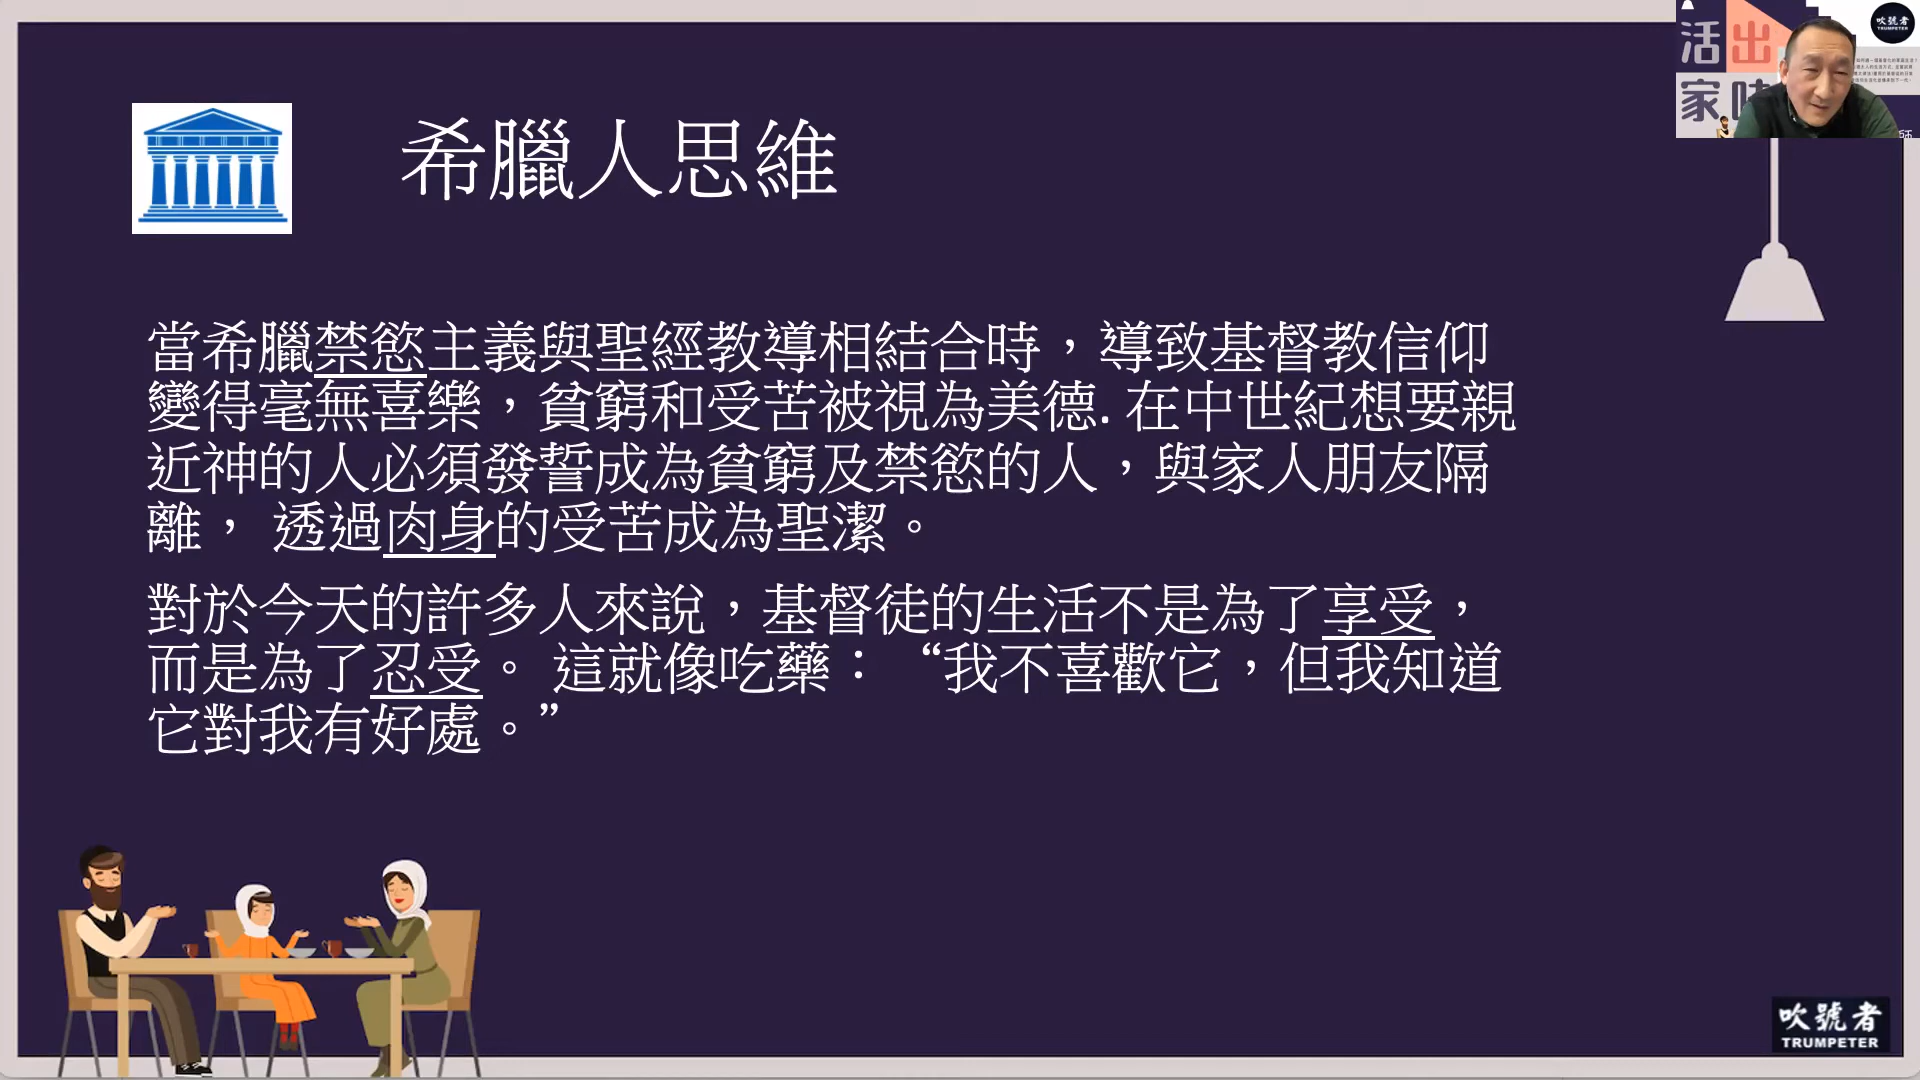 希臘人思維
當希臘禁慾主義與聖經教導相結合時，導致基督教信仰
變得毫無喜樂，貧窮和受苦被視為美德. 在中世紀想要親
近神的人必須發誓成為貧窮及禁慾的人，與家人朋友隔
離， 透過肉身的受苦成為聖潔。
對於今天的許多人來說，基督徒的生活不是為了享受，
而是為了忍受。 這就像吃藥： “我不喜歡它，但我知道
它對我有好處。”
活出
家
吹號者
TRUMPETER
吹號者
TRUMPETER